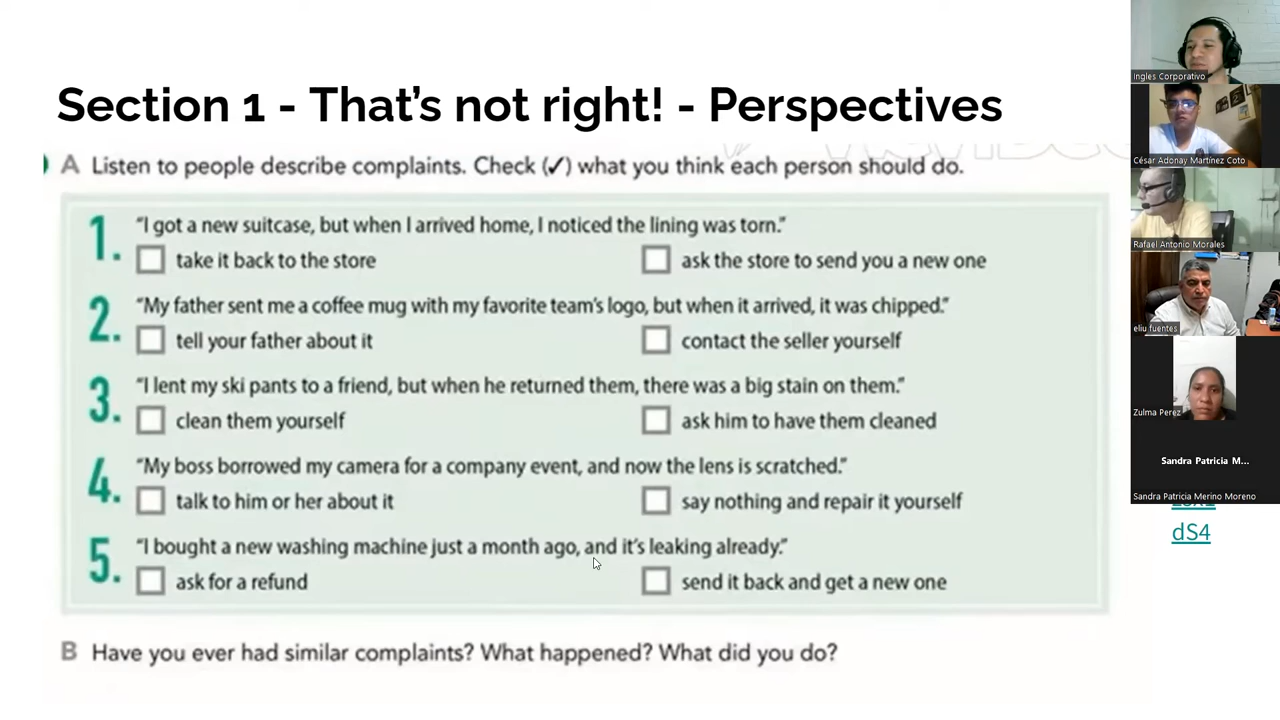 Section 1 - That's not right! - Perspectives
A Listen to people describe complaints. Check (✓) what you think each person should do.
1. "I got a new suitcase, but when I arrived home, I noticed the lining was torn."
take it back to the store
ask the store to send you a new one
2. "My father sent me a coffee mug with my favorite team's logo, but when it arrived, it was chipped."
tell your father about it
contact the seller yourself
3. "I lent my ski pants to a friend, but when he returned them, there was a big stain on them."
clean them yourself
ask him to have them cleaned
4. "My boss borrowed my camera for a company event, and now the lens is scratched."
talk to him or her about it
say nothing and repair it yourself
5. "I bought a new washing machine just a month ago, and it's leaking already."
ask for a refund
send it back and get a new one
B Have you ever had similar complaints? What happened? What did you do?
Ingles Corporativo
César Adonay Martínez Coto
Rafael Antonio Morales
eliu fuentes
Zulma Perez
Sandra Patricia M...
Sandra Patricia Merino Moreno
dS4